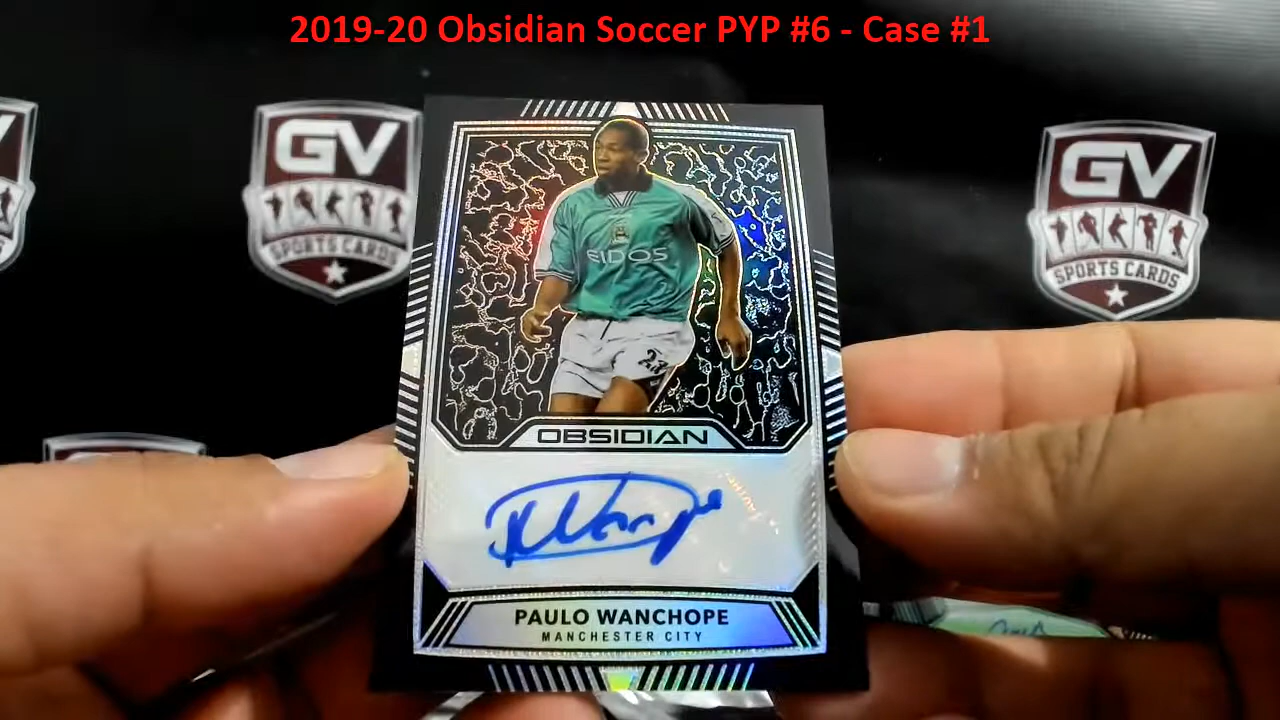 2019-20 Obsidian Soccer PYP #6 - Case #1
GV
SPORTS CARDS
GV
SPORTS CARDS
EIDOS
OBSIDIAN
PAULO WANCHOPE
MANCHESTER CITY